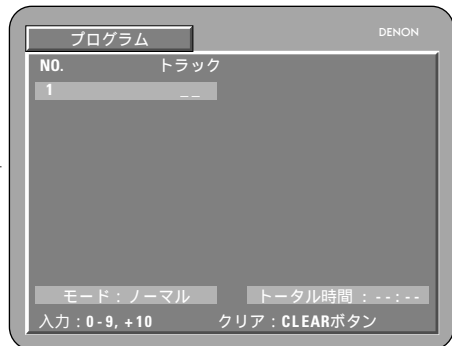 プログラム DENON
NO. トラック
1 _ _
モード : ノーマル トータル時間 : - - : - -
入力 : 0 - 9, + 10 クリア : CLEARボタン